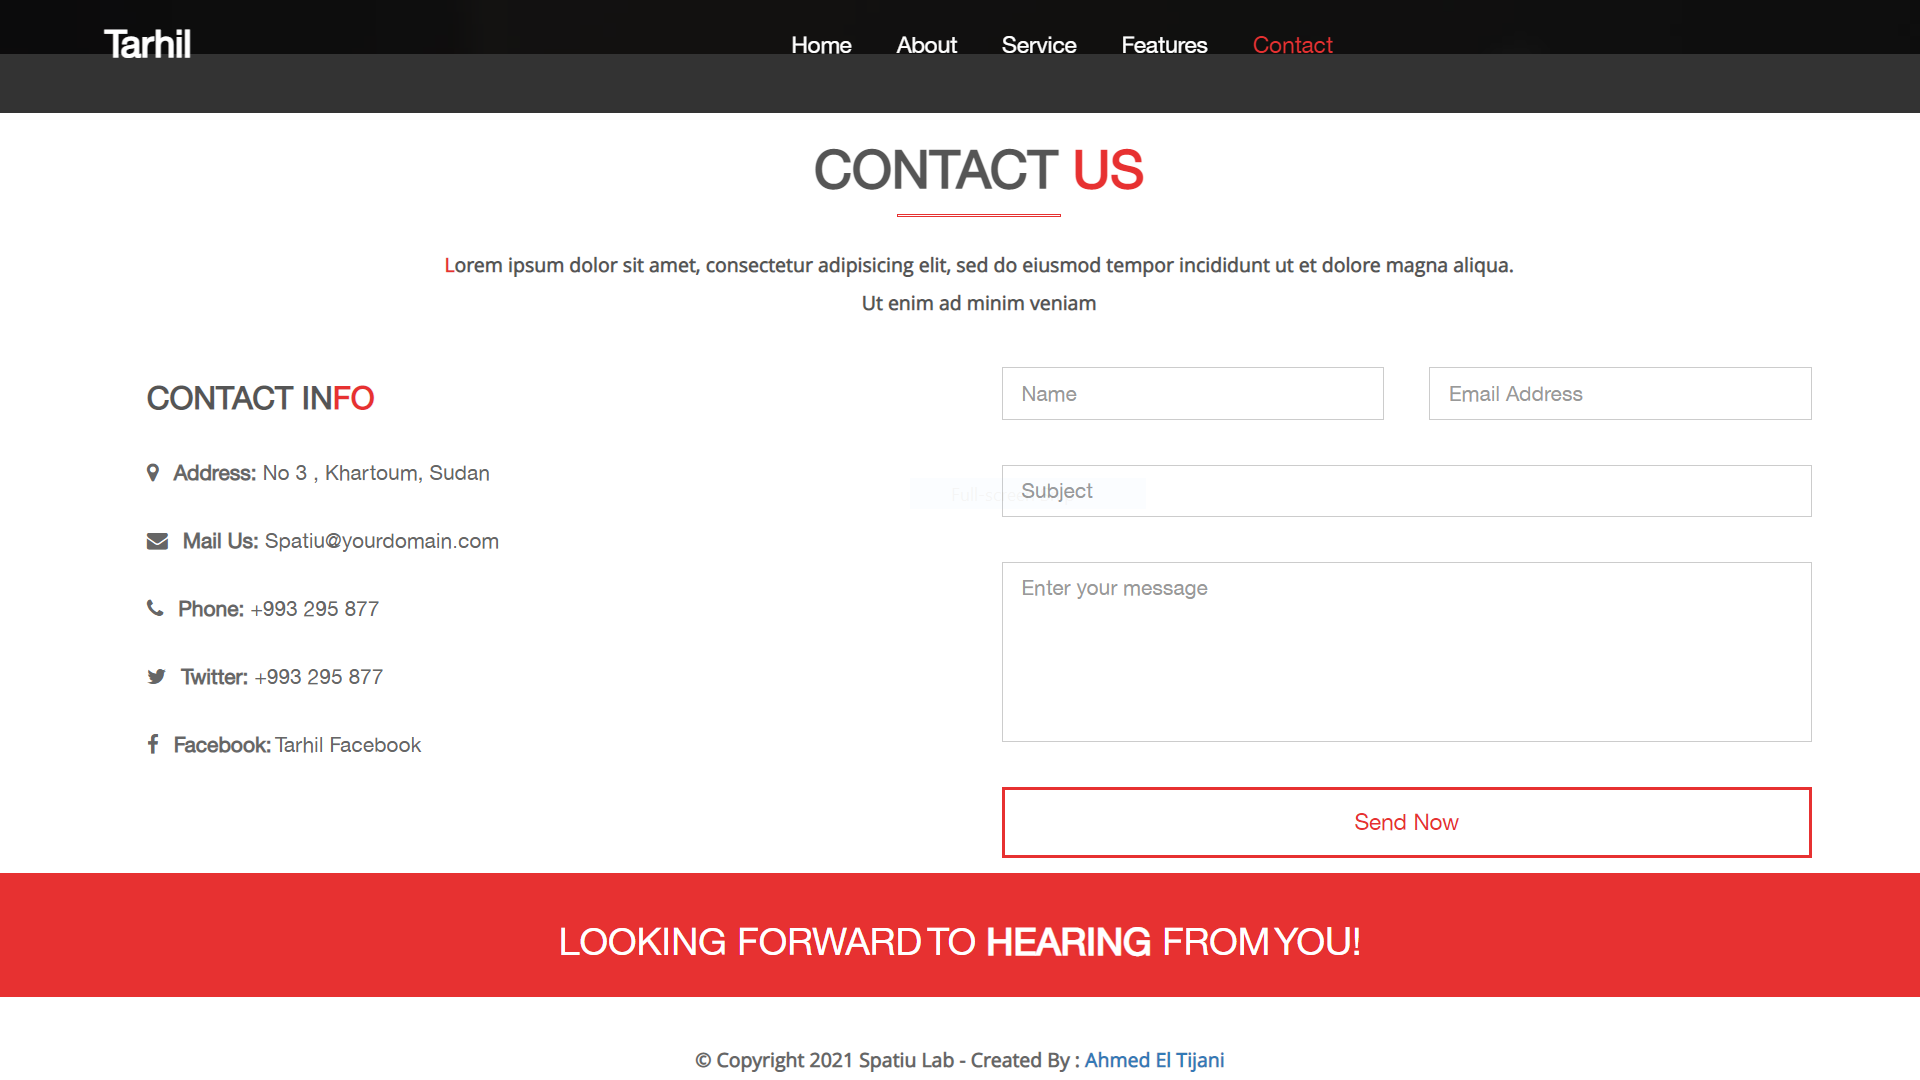 Tarhil
Home About Service Features Contact
CONTACT US
Lorem ipsum dolor sit amet, consectetur adipisicing elit, sed do eiusmod tempor incididunt ut et dolore magna aliqua.
Ut enim ad minim veniam
CONTACT INFO
Address: No 3 , Khartoum, Sudan
Mail Us: Spatiu@yourdomain.com
Phone: +993 295 877
Twitter: +993 295 877
Facebook: Tarhil Facebook
Name
Email Address
Subject
Enter your message
Send Now
LOOKING FORWARD TO HEARING FROM YOU!
© Copyright 2021 Spatiu Lab - Created By : Ahmed El Tijani